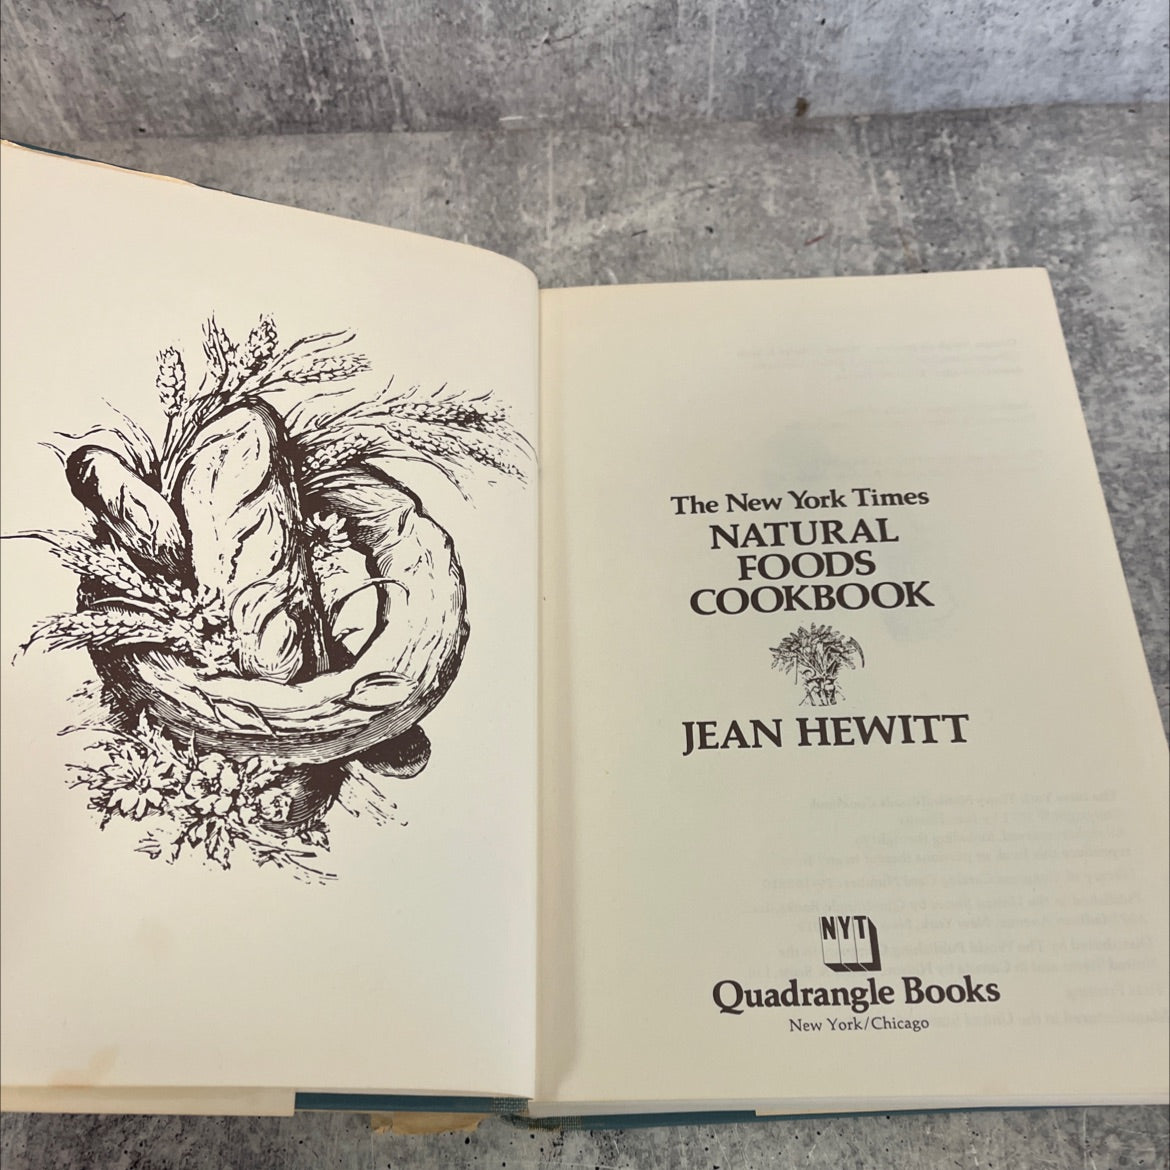 The New York Times
NATURAL
FOODS
COOKBOOK
JEAN HEWITT
NYT
Quadrangle Books
New York/Chicago